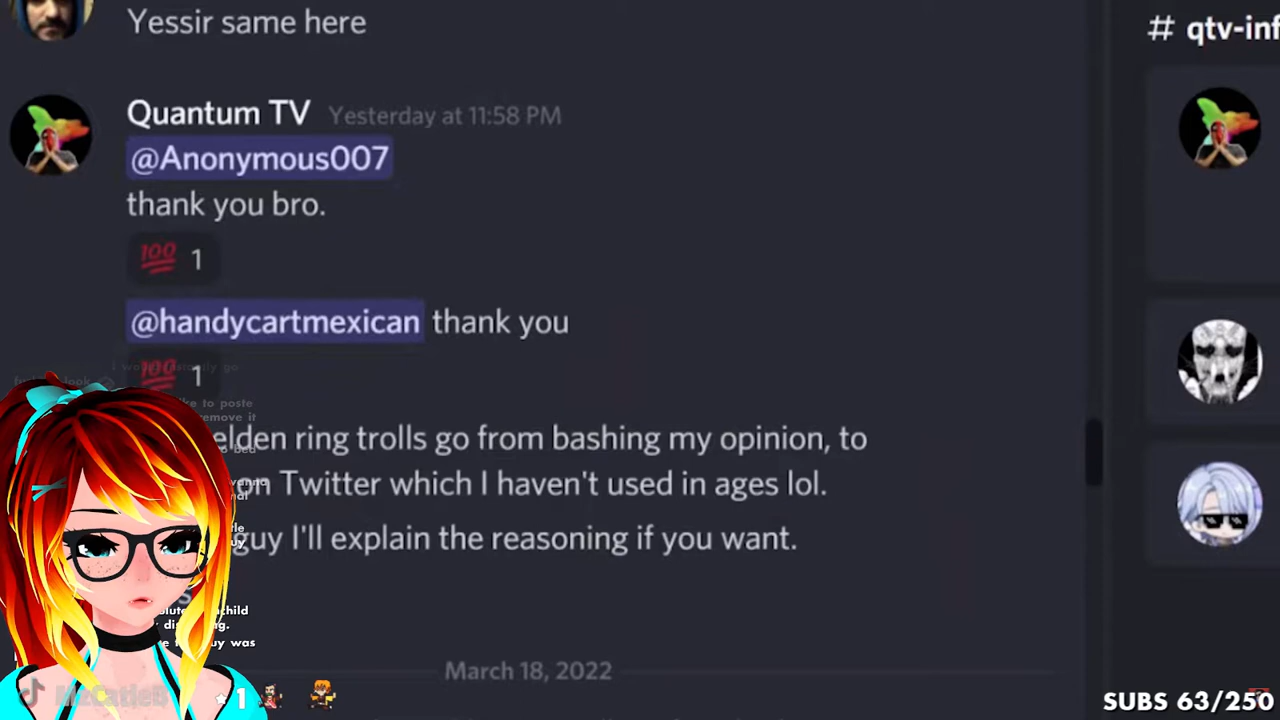 Yessir same here
# qtv-inf
Quantum TV Yesterday at 11:58 PM
@Anonymous007
thank you bro.
💯 1
@handycartmexican thank you
💯 1
elden ring trolls go from bashing my opinion, to
on Twitter which I haven't used in ages lol.
guy I'll explain the reasoning if you want.
March 18, 2022
MzCatieB
1
SUBS 63/250